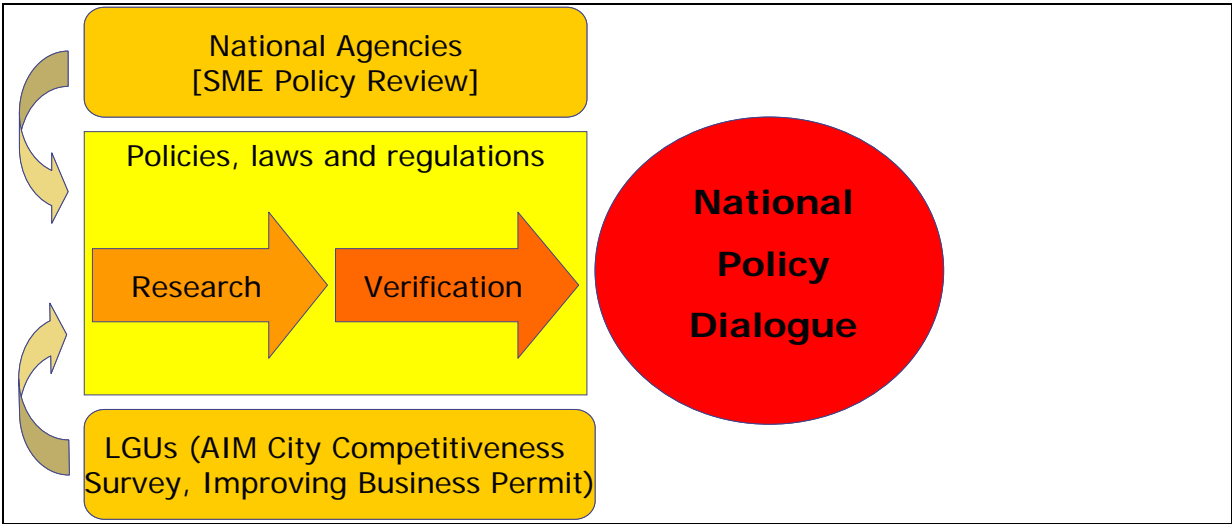 National Agencies
[SME Policy Review]
Policies, laws and regulations
Research
Verification
National
Policy
Dialogue
LGUs (AIM City Competitiveness
Survey, Improving Business Permit)